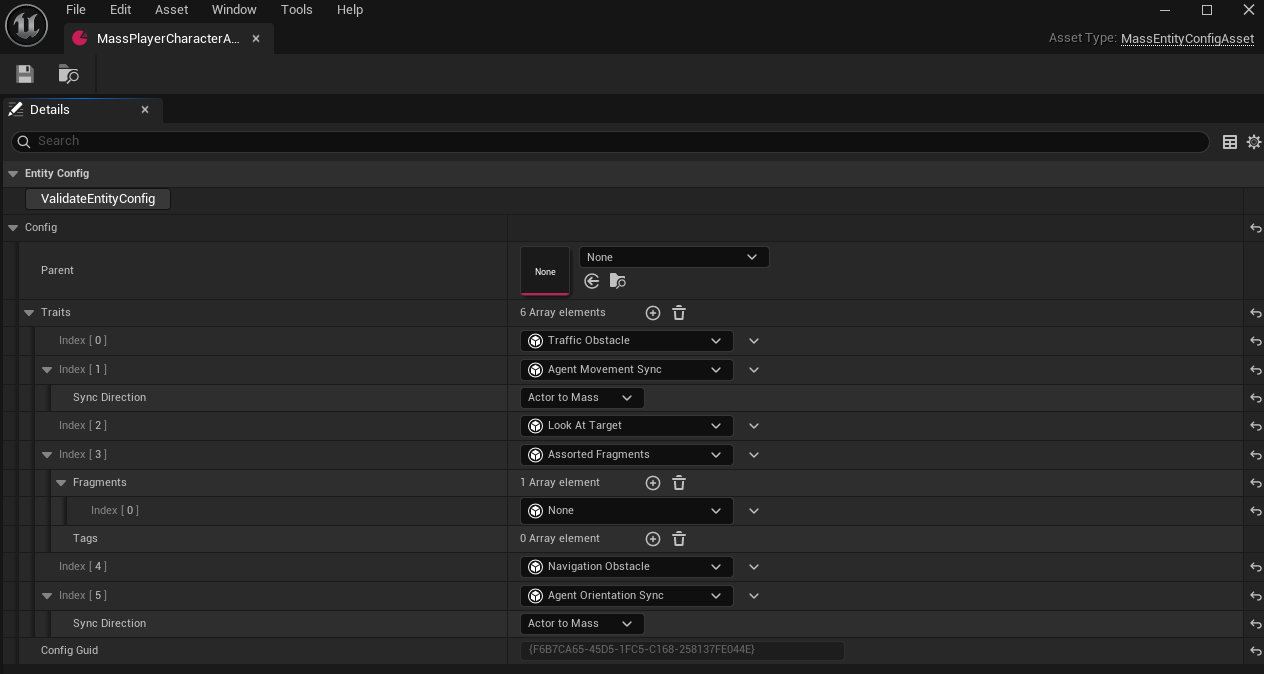 File Edit Asset Window Tools Help
MassPlayerCharacterA...
Asset Type: MassEntityConfigAsset
Details
Search
Entity Config
ValidateEntityConfig
Config
Parent None None
Traits 6 Array elements
Index [ 0 ] Traffic Obstacle
Index [ 1 ] Agent Movement Sync
Sync Direction Actor to Mass
Index [ 2 ] Look At Target
Index [ 3 ] Assorted Fragments
Fragments 1 Array element
Index [ 0 ] None
Tags 0 Array element
Index [ 4 ] Navigation Obstacle
Index [ 5 ] Agent Orientation Sync
Sync Direction Actor to Mass
Config Guid {F6B7CA65-45D5-1FC5-C168-258137FE044E}